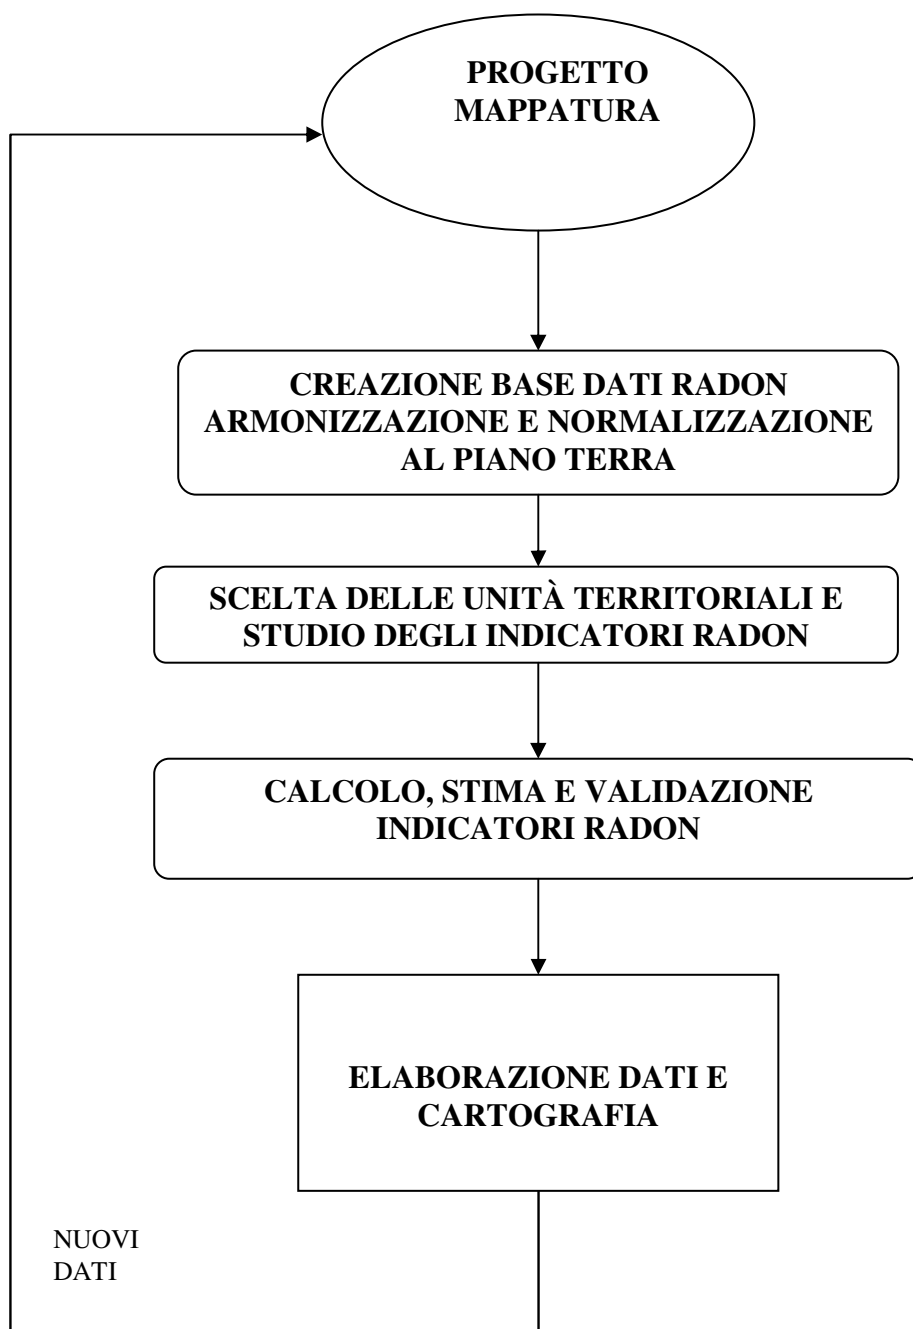 PROGETTO
MAPPATURA
CREAZIONE BASE DATI RADON
ARMONIZZAZIONE E NORMALIZZAZIONE
AL PIANO TERRA
SCELTA DELLE UNITÀ TERRITORIALI E
STUDIO DEGLI INDICATORI RADON
CALCOLO, STIMA E VALIDAZIONE
INDICATORI RADON
ELABORAZIONE DATI E
CARTOGRAFIA
NUOVI
DATI